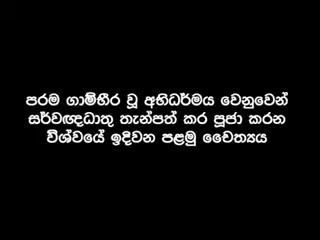 පරම ගාම්භීර වූ අභිධර්මය වෙනුවෙන්
සර්වඥධාතු තැන්පත් කර පූජා කරන
විශ්වයේ ඉදිවන පළමු චෛත්‍යය